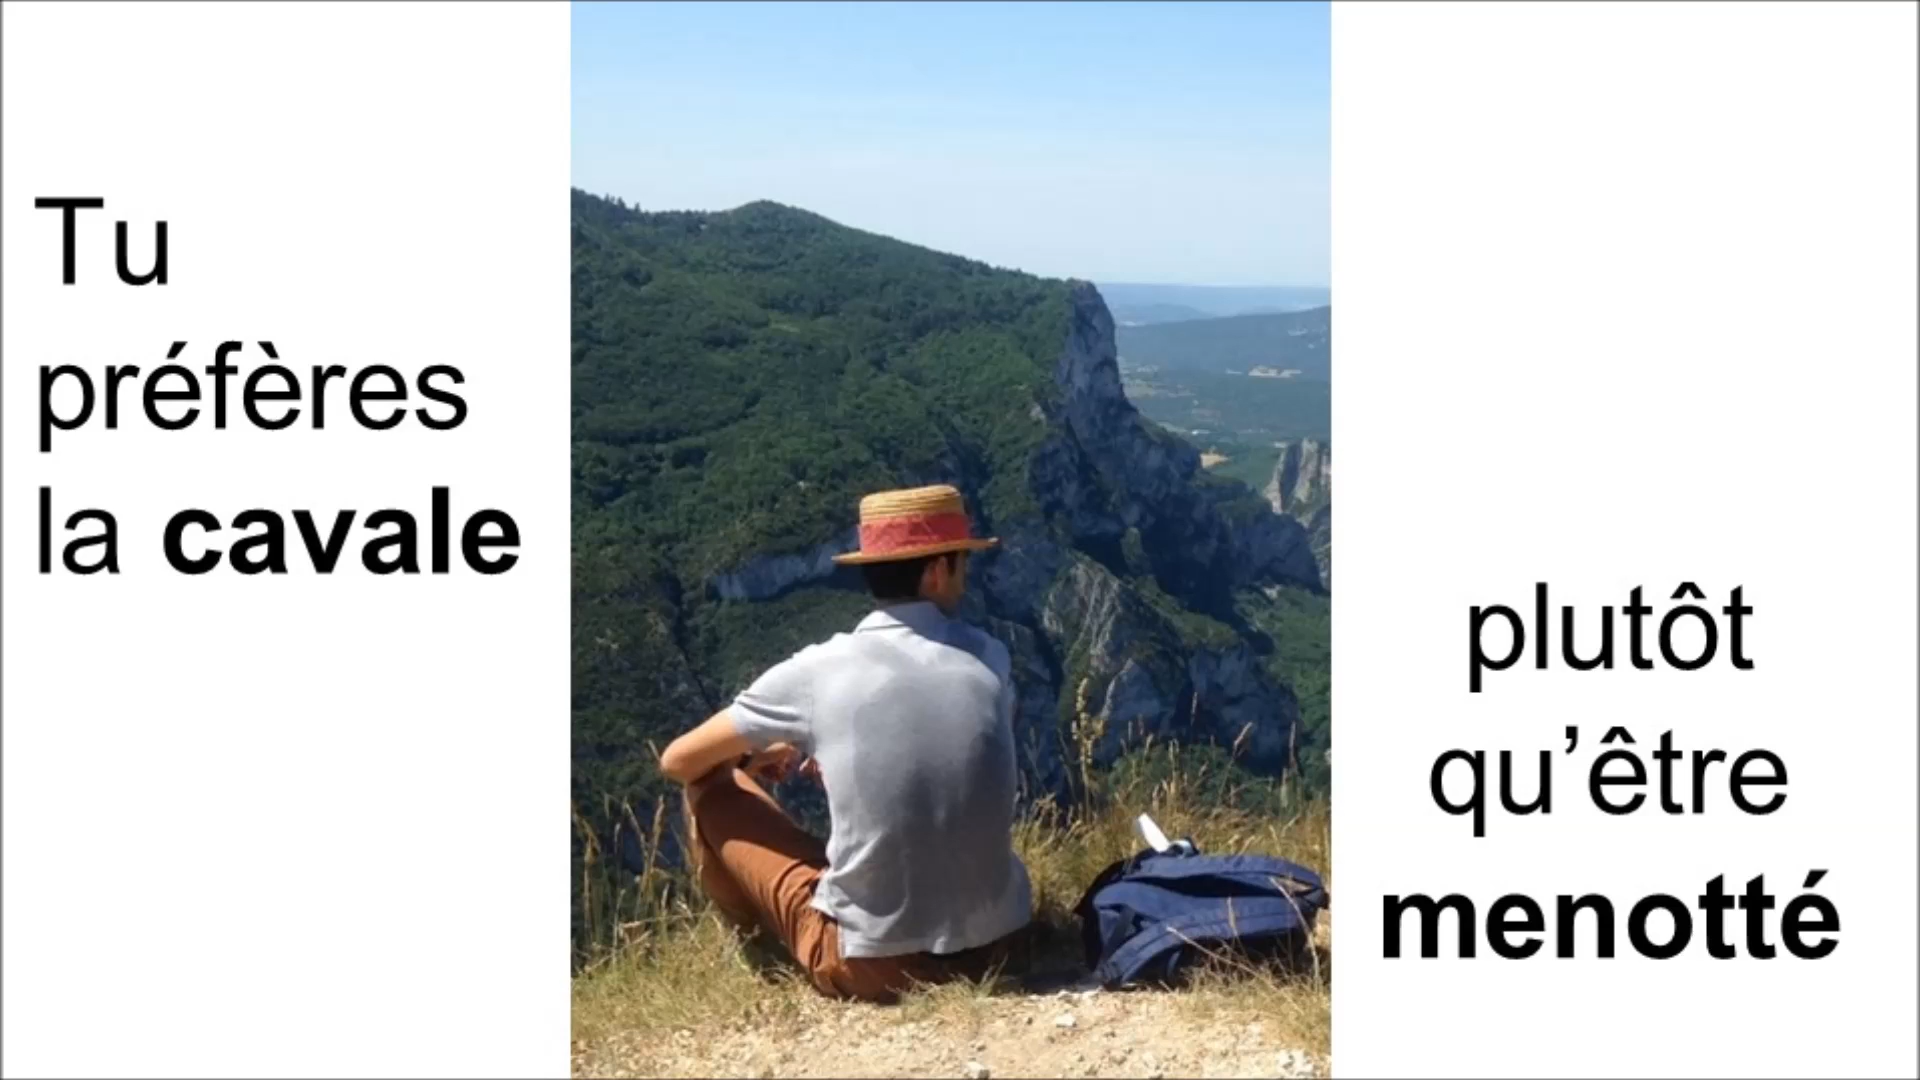 Tu
préfères
la cavale
plutôt
qu’être
menotté